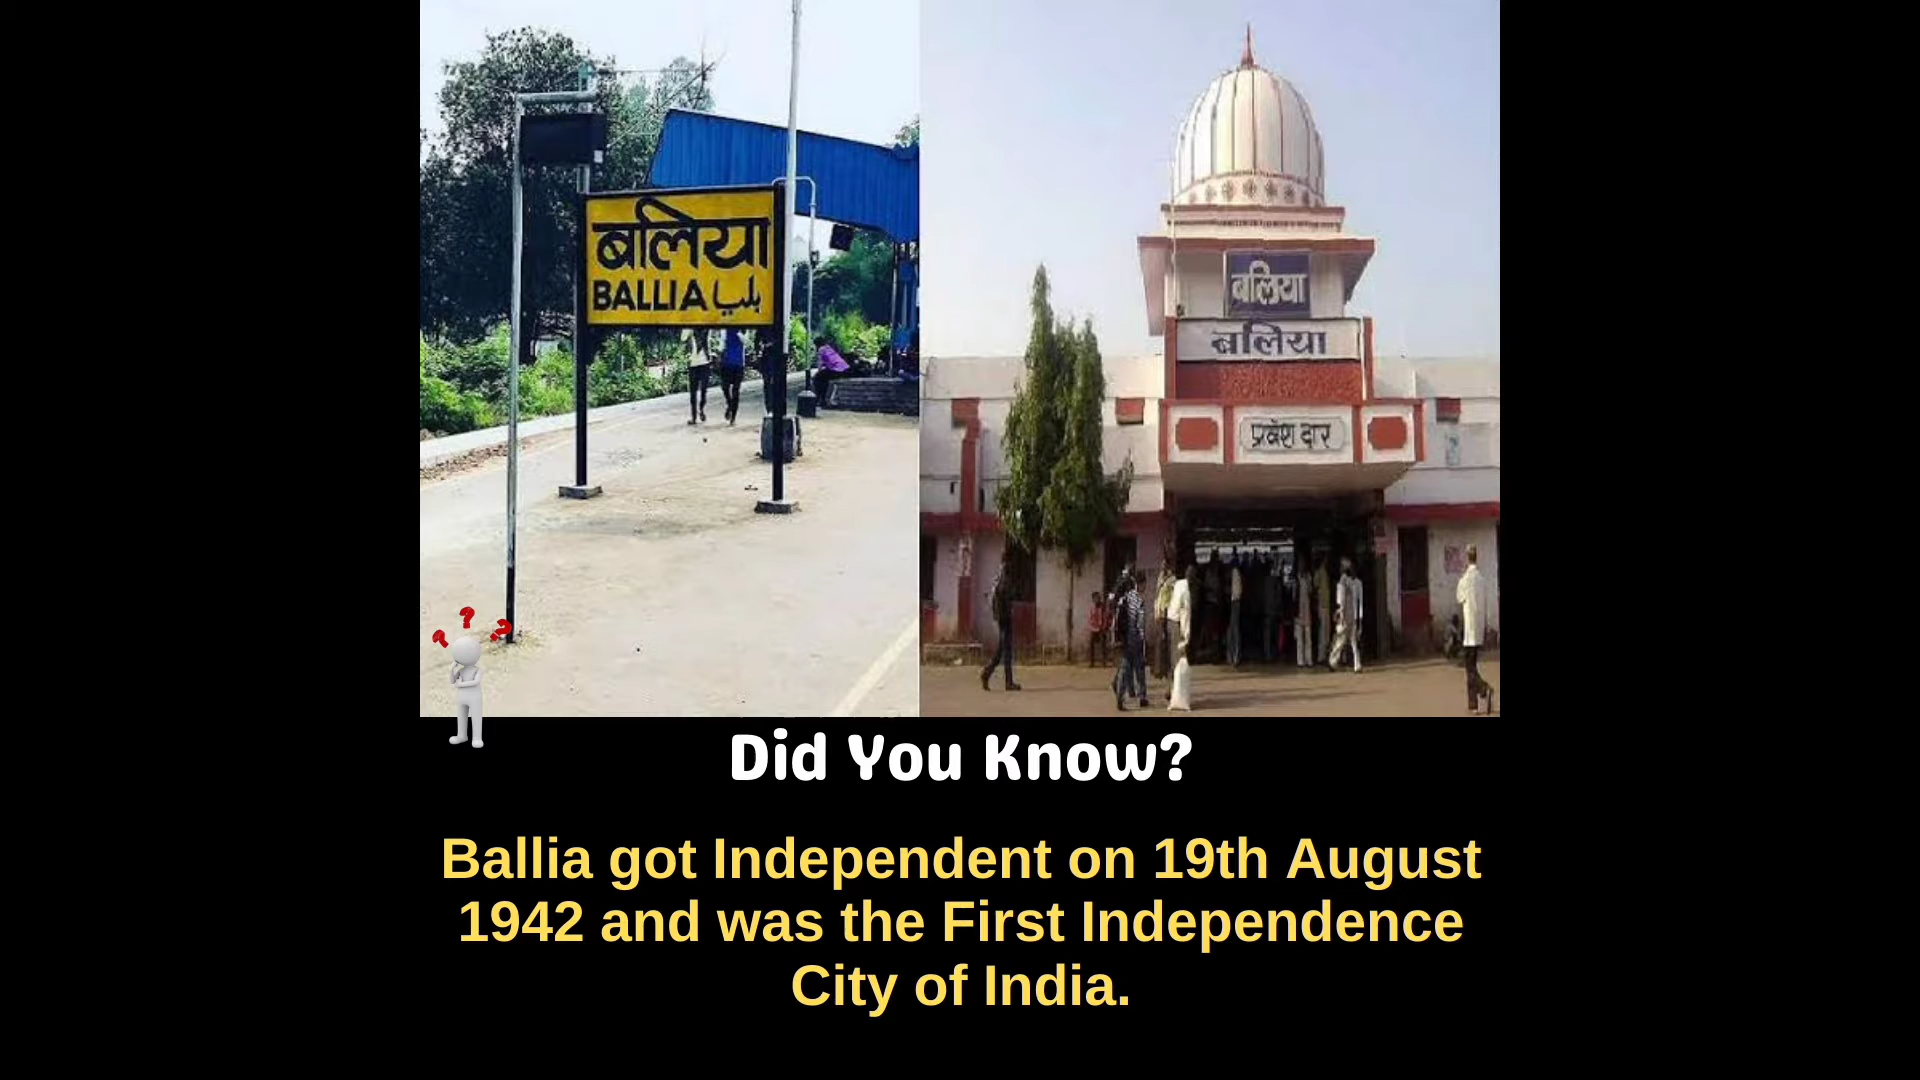 बलिया
BALLIA بلیا
बलिया
बलिया
प्रवेश द्वार
? ? ?
Did You Know?
Ballia got Independent on 19th August
1942 and was the First Independence
City of India.